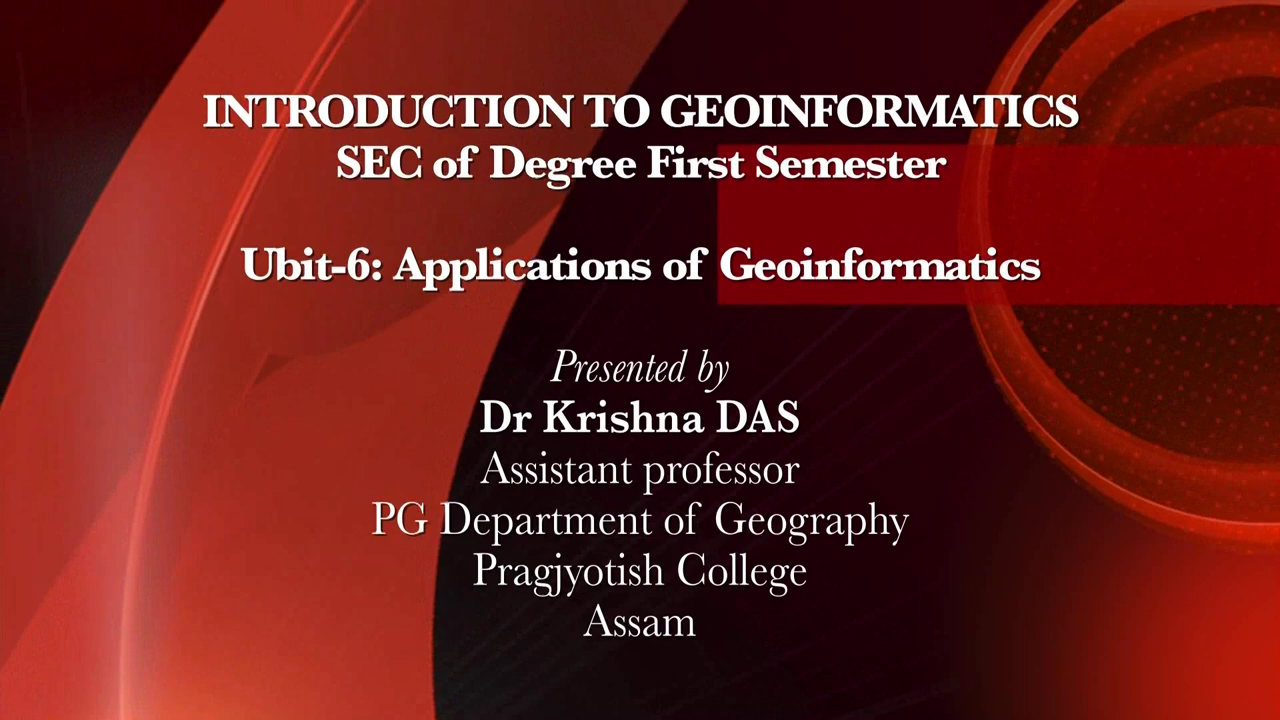 INTRODUCTION TO GEOINFORMATICS
SEC of Degree First Semester
Ubit-6: Applications of Geoinformatics
Presented by
Dr Krishna DAS
Assistant professor
PG Department of Geography
Pragjyotish College
Assam